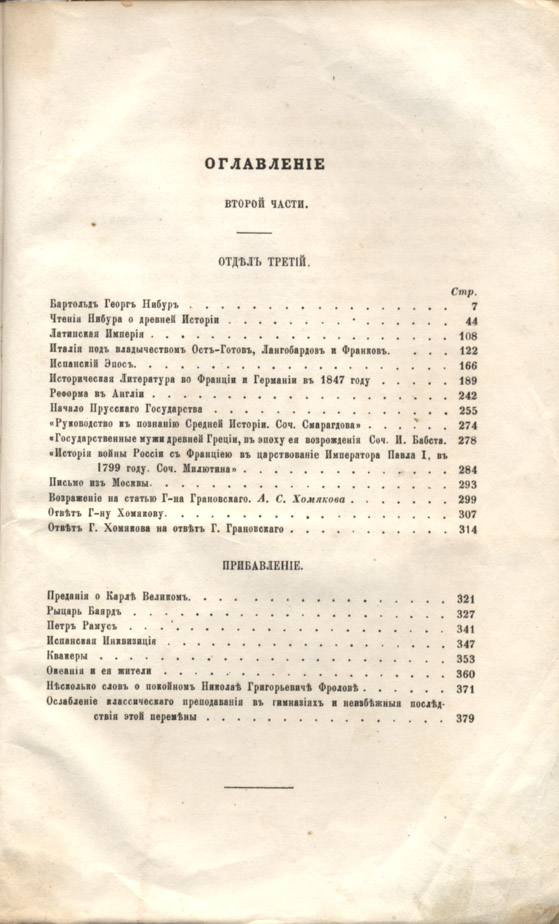 ОГЛАВЛЕНІЕ
ВТОРОЙ ЧАСТИ.
ОТДѢЛЪ ТРЕТІЙ.
Стр.
Бартольдъ Георгъ Нибуръ . . . . . . . . . . . . . . . . 7
Чтенія Нибура о древней Исторіи . . . . . . . . . . . . . 44
Латинская Имперія . . . . . . . . . . . . . . . . . . 108
Италія подъ владычествомъ Остъ-Готовъ, Лангобардовъ и Франковъ. . . . 122
Испанскій Эпосъ. . . . . . . . . . . . . . . . . . . 166
Историческая Литература во Франціи и Германіи въ 1847 году . . . . . 189
Реформа въ Англіи . . . . . . . . . . . . . . . . . . 242
Начало Прусскаго Государства . . . . . . . . . . . . . . 255
«Руководство къ познанію Средней Исторіи. Соч. Смарагдова» . . . . . . 274
«Государственные мужи древней Греціи, въ эпоху ея возрожденія Соч. И. Бабста. 278
«Исторія войны Россіи съ Франціею въ царствованіе Императора Павла I, въ
1799 году. Соч. Милютина» . . . . . . . . . . . . . 284
Письмо изъ Москвы. . . . . . . . . . . . . . . . . . 293
Возраженіе на статью Г-на Грановскаго. А. С. Хомякова . . . . . . . 299
Отвѣтъ Г-ну Хомякову. . . . . . . . . . . . . . . . . 307
Отвѣтъ Г. Хомякова на отвѣтъ Г. Грановскаго . . . . . . . . . . 314
ПРИБАВЛЕНІЕ.
Преданія о Карлѣ Великомъ. . . . . . . . . . . . . . . 321
Рыцарь Баярдъ . . . . . . . . . . . . . . . . . . . 327
Петръ Рамусъ . . . . . . . . . . . . . . . . . . . 341
Испанская Инквизиція . . . . . . . . . . . . . . . . . 347
Квакеры . . . . . . . . . . . . . . . . . . . . . 353
Океанія и ея жители . . . . . . . . . . . . . . . . . 360
Нѣсколько словъ о покойномъ Николаѣ Григорьевичѣ Фроловѣ . . . . . . 371
Ослабленіе классическаго преподаванія въ гимназіяхъ и неизбѣжныя послѣд-
ствія этой перемѣны . . . . . . . . . . . . . . . 379